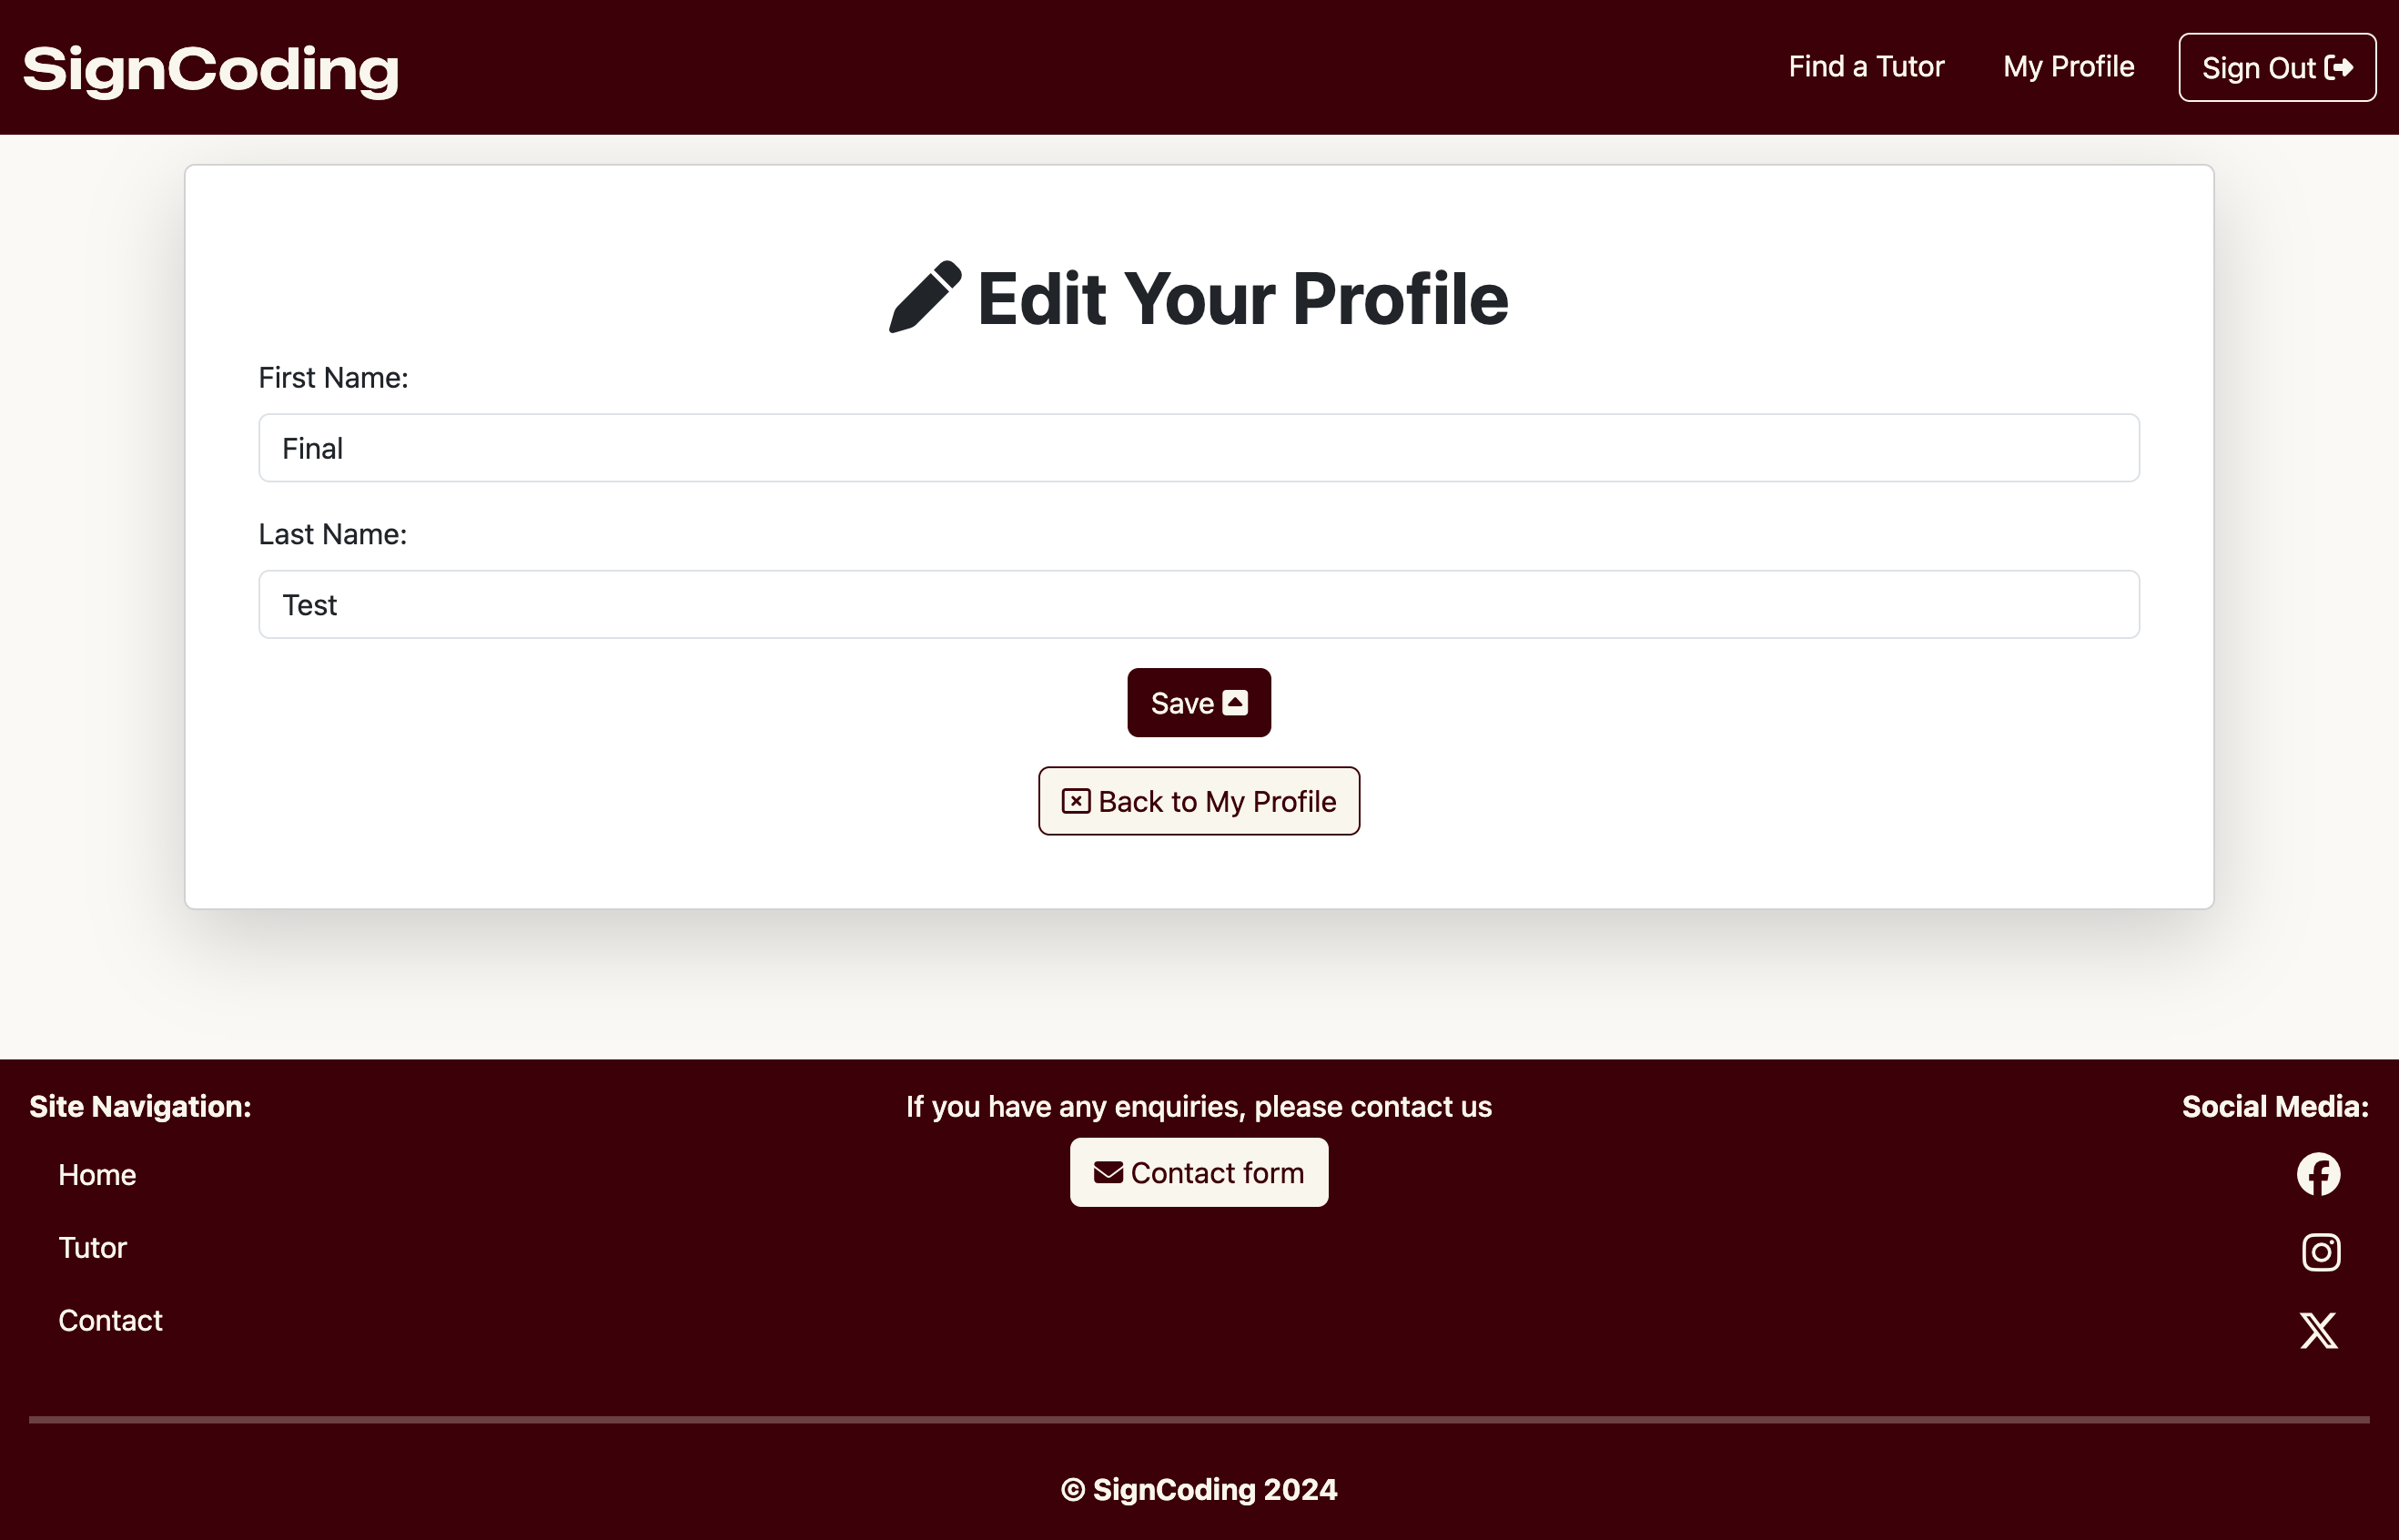 SignCoding
Find a Tutor
My Profile
Sign Out
Edit Your Profile
First Name:
Final
Last Name:
Test
Save
Back to My Profile
Site Navigation:
Home
Tutor
Contact
If you have any enquiries, please contact us
Contact form
Social Media:
© SignCoding 2024